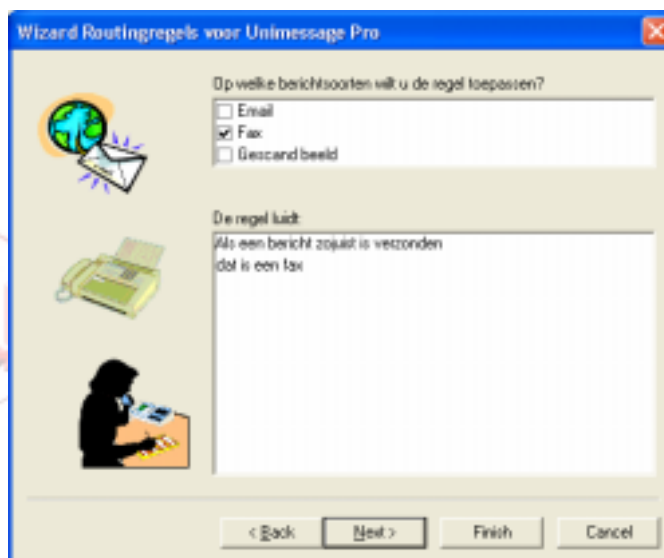 Wizard Routingregels voor Unimessage Pro
Op welke berichtsoorten wilt u de regel toepassen?
Email
Fax
Gescand beeld
De regel luidt:
Als een bericht zojuist is verzonden
dat is een fax
< Back
Next >
Finish
Cancel